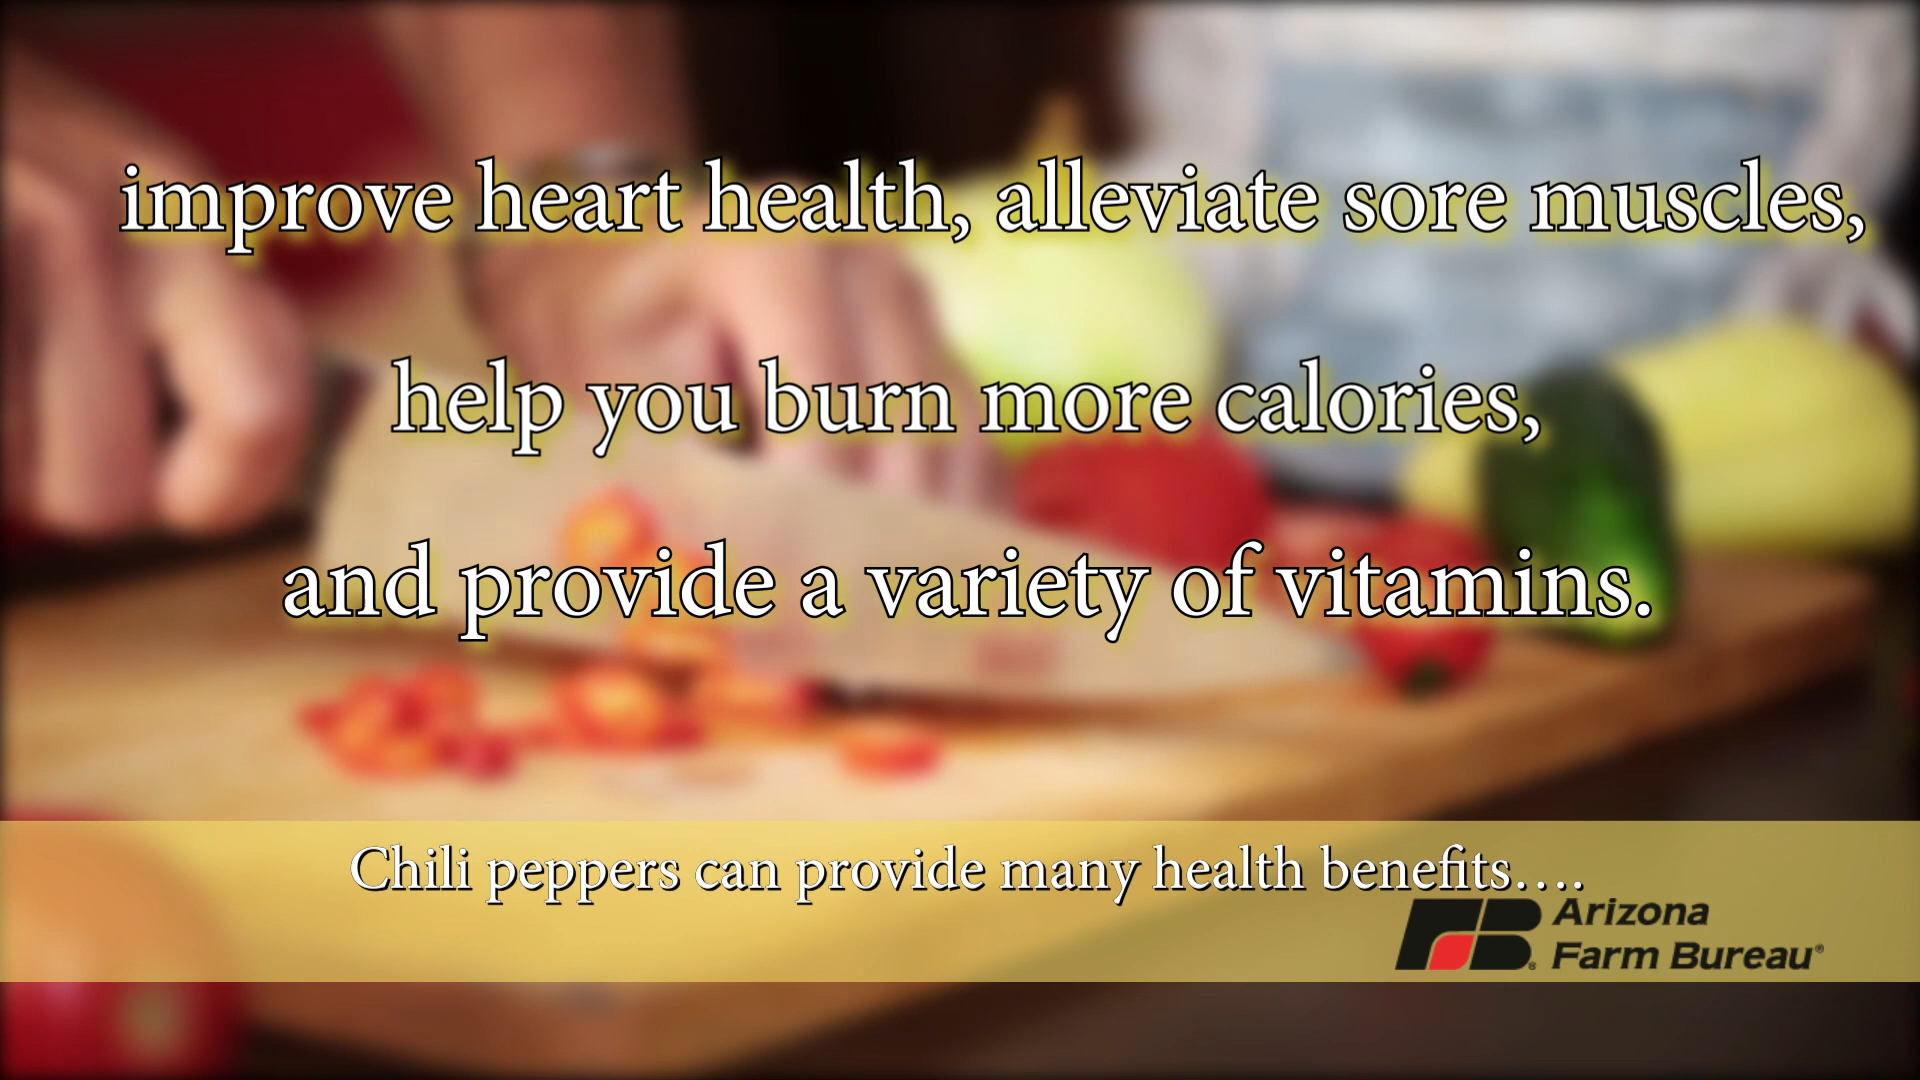 improve heart health, alleviate sore muscles,
help you burn more calories,
and provide a variety of vitamins.
Chili peppers can provide many health benefits....
Arizona
Farm Bureau®